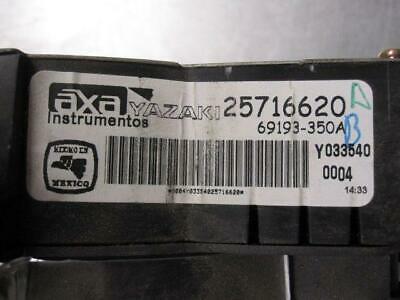 axa YAZAKI 25716620 D
Instrumentos 69193-350A B
Y033540
0004
HECHO EN
MEXICO
14:33